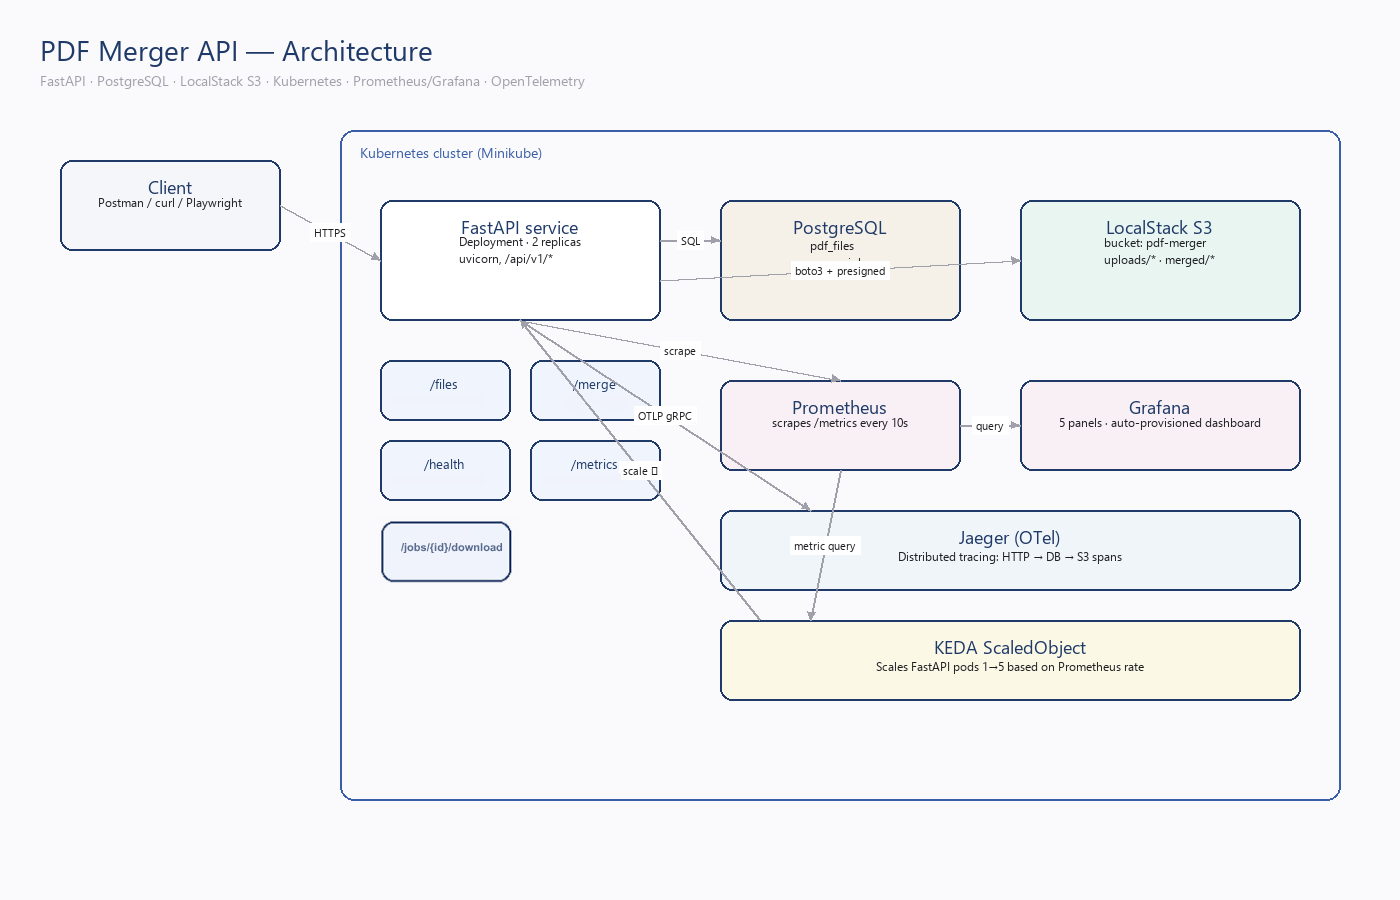 PDF Merger API — Architecture
FastAPI · PostgreSQL · LocalStack S3 · Kubernetes · Prometheus/Grafana · OpenTelemetry
Kubernetes cluster (Minikube)
Client
Postman / curl / Playwright
HTTPS
FastAPI service
Deployment · 2 replicas
uvicorn, /api/v1/*
SQL
PostgreSQL
pdf_files
boto3 + presigned
LocalStack S3
bucket: pdf-merger
uploads/* · merged/*
scrape
/files
/merge
OTLP gRPC
Prometheus
scrapes /metrics every 10s
query
Grafana
5 panels · auto-provisioned dashboard
/health
/metrics
scale
/jobs/{id}/download
metric query
Jaeger (OTel)
Distributed tracing: HTTP → DB → S3 spans
KEDA ScaledObject
Scales FastAPI pods 1→5 based on Prometheus rate